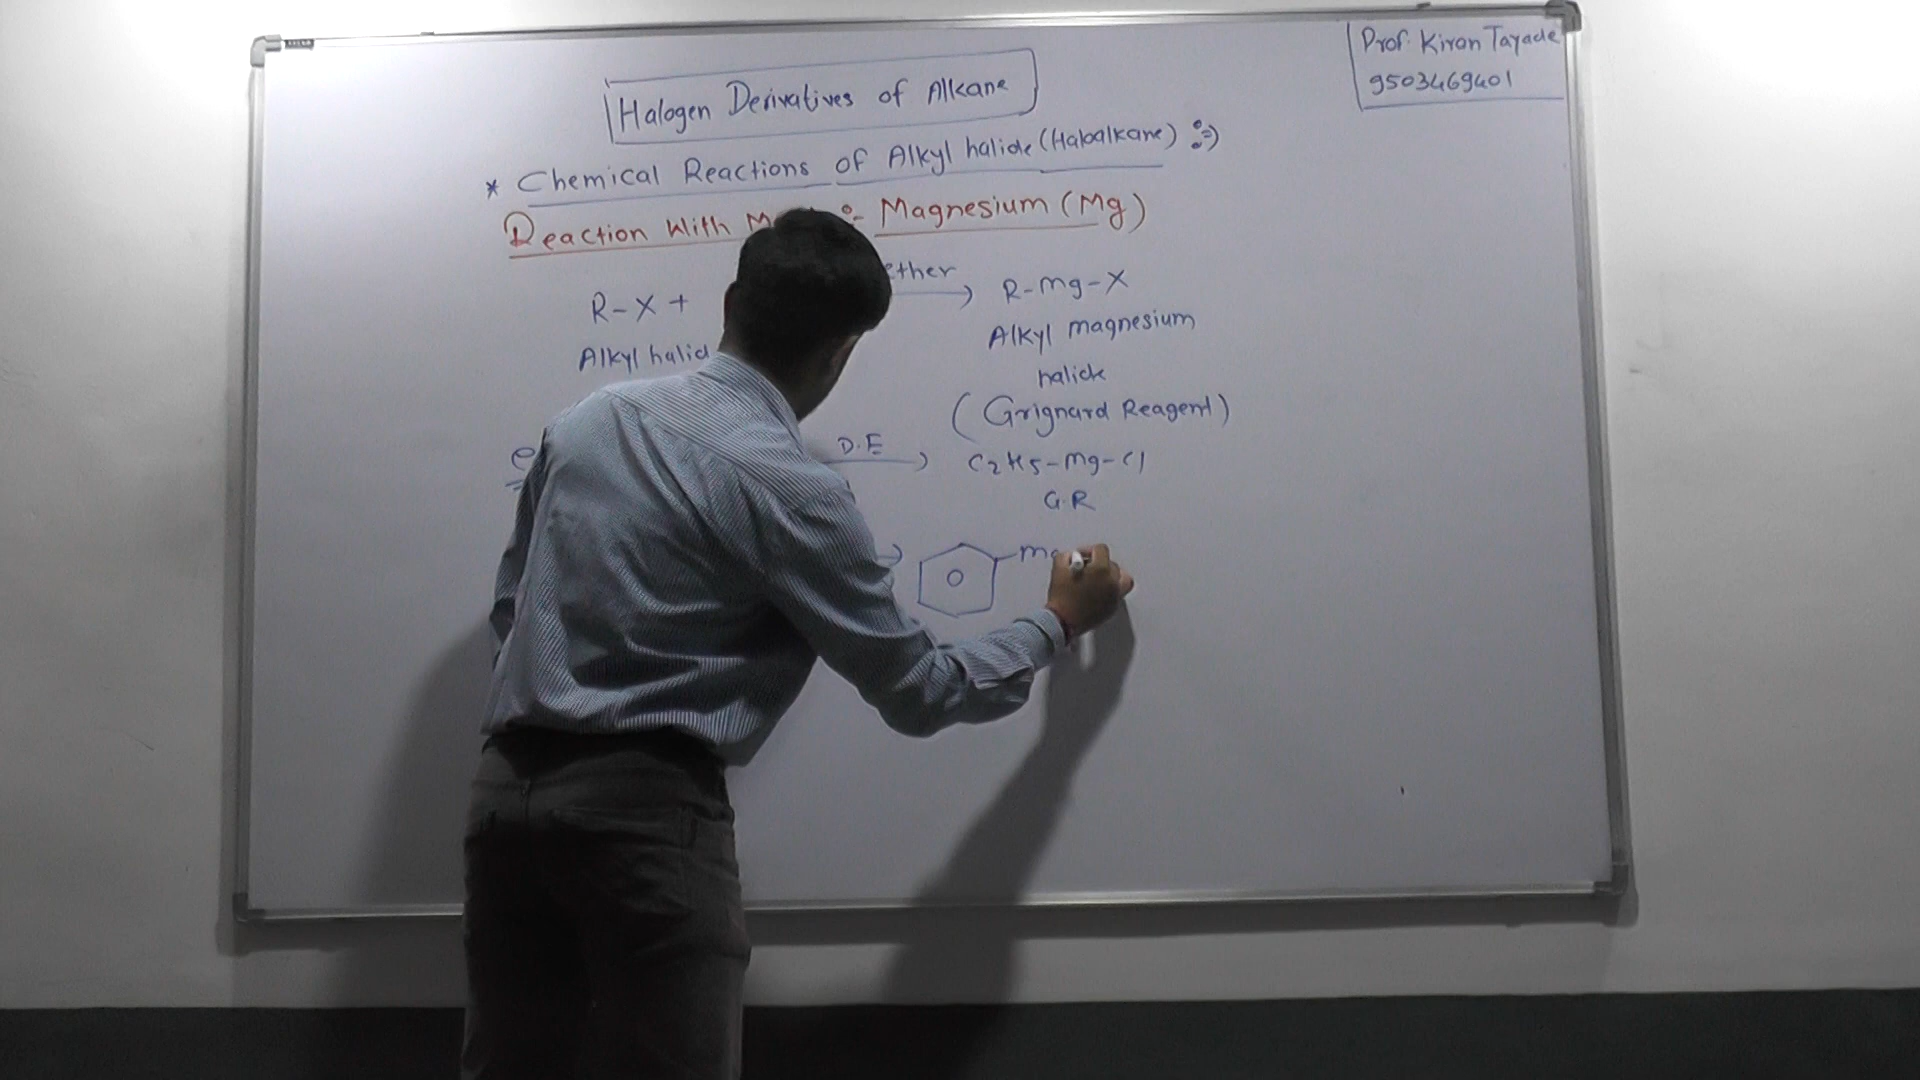 Prof. Kiran Tayade
9503469401
Halogen Derivatives of Alkane
* Chemical Reactions of Alkyl halide (Haloalkane) :-)
Reaction With :- Magnesium (Mg)
R-X + ether R-Mg-X
Alkyl magnesium
Alkyl halid
halide
(Grignard Reagent)
D.E C2H5-Mg-Cl
G.R